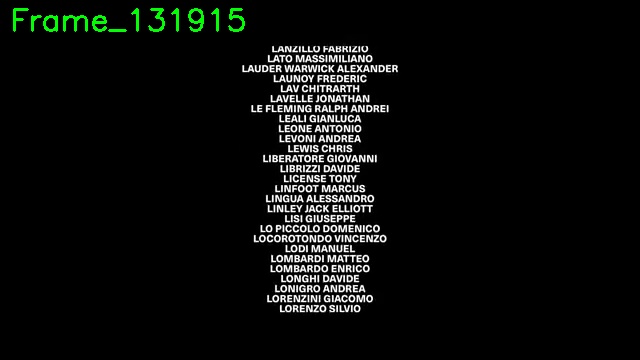 Frame_131915
LANZILLO FABRIZIO
LATO MASSIMILIANO
LAUDER WARWICK ALEXANDER
LAUNOY FREDERIC
LAV CHITRARTH
LAVELLE JONATHAN
LE FLEMING RALPH ANDREI
LEALI GIANLUCA
LEONE ANTONIO
LEVONI ANDREA
LEWIS CHRIS
LIBERATORE GIOVANNI
LIBRIZZI DAVIDE
LICENSE TONY
LINFOOT MARCUS
LINGUA ALESSANDRO
LINLEY JACK ELLIOTT
LISI GIUSEPPE
LO PICCOLO DOMENICO
LOCOROTONDO VINCENZO
LODI MANUEL
LOMBARDI MATTEO
LOMBARDO ENRICO
LONGHI DAVIDE
LONIGRO ANDREA
LORENZINI GIACOMO
LORENZO SILVIO